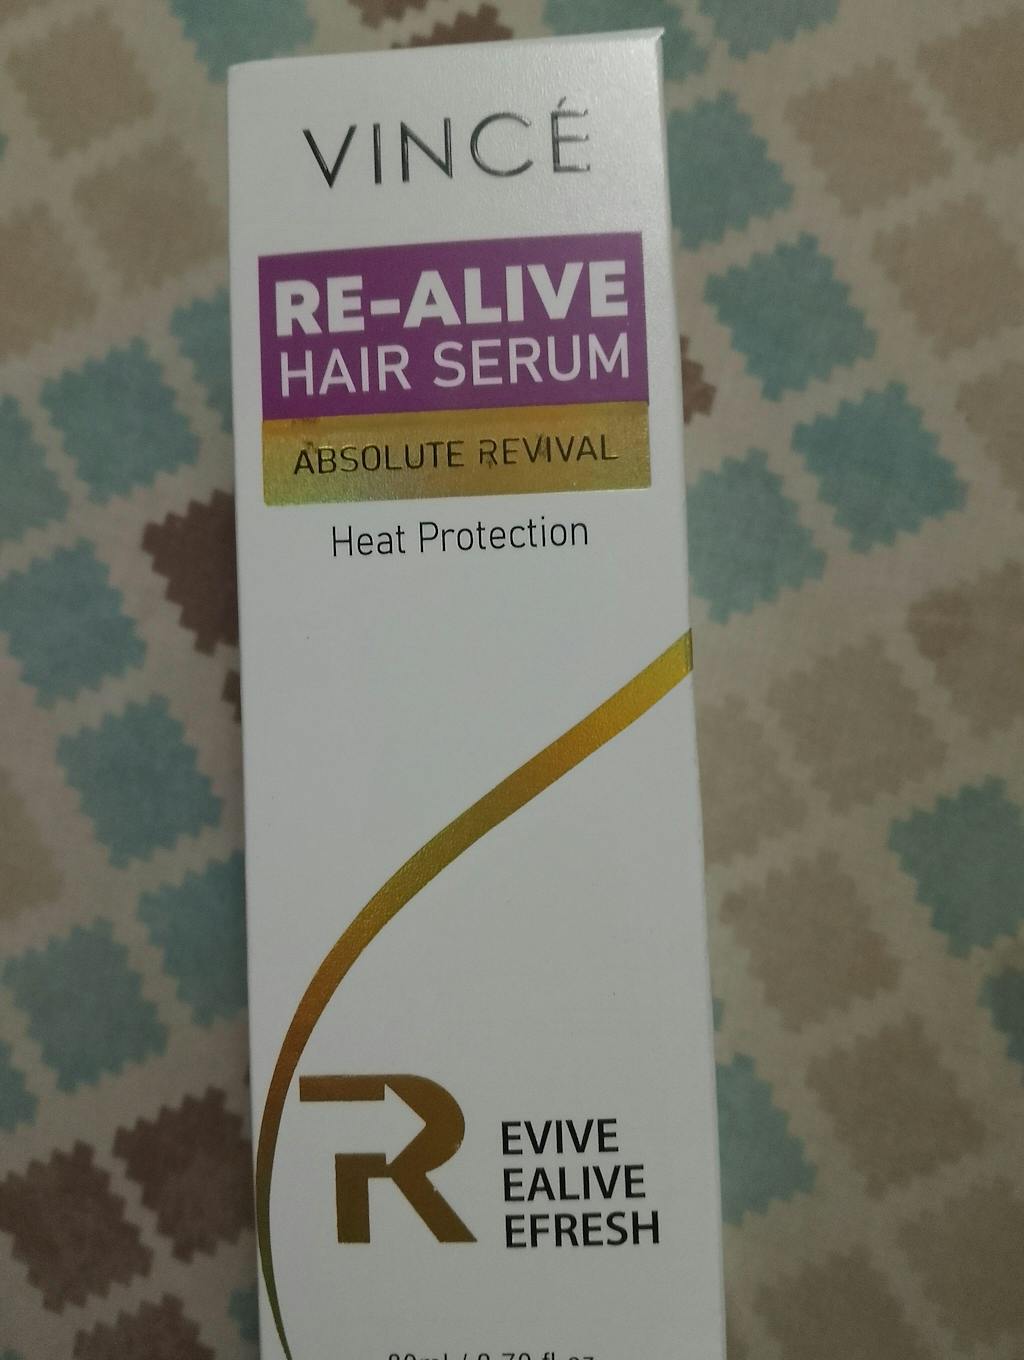 VINCÉ
RE-ALIVE
HAIR SERUM
ABSOLUTE REVIVAL
Heat Protection
R
EVIVE
EALIVE
EFRESH